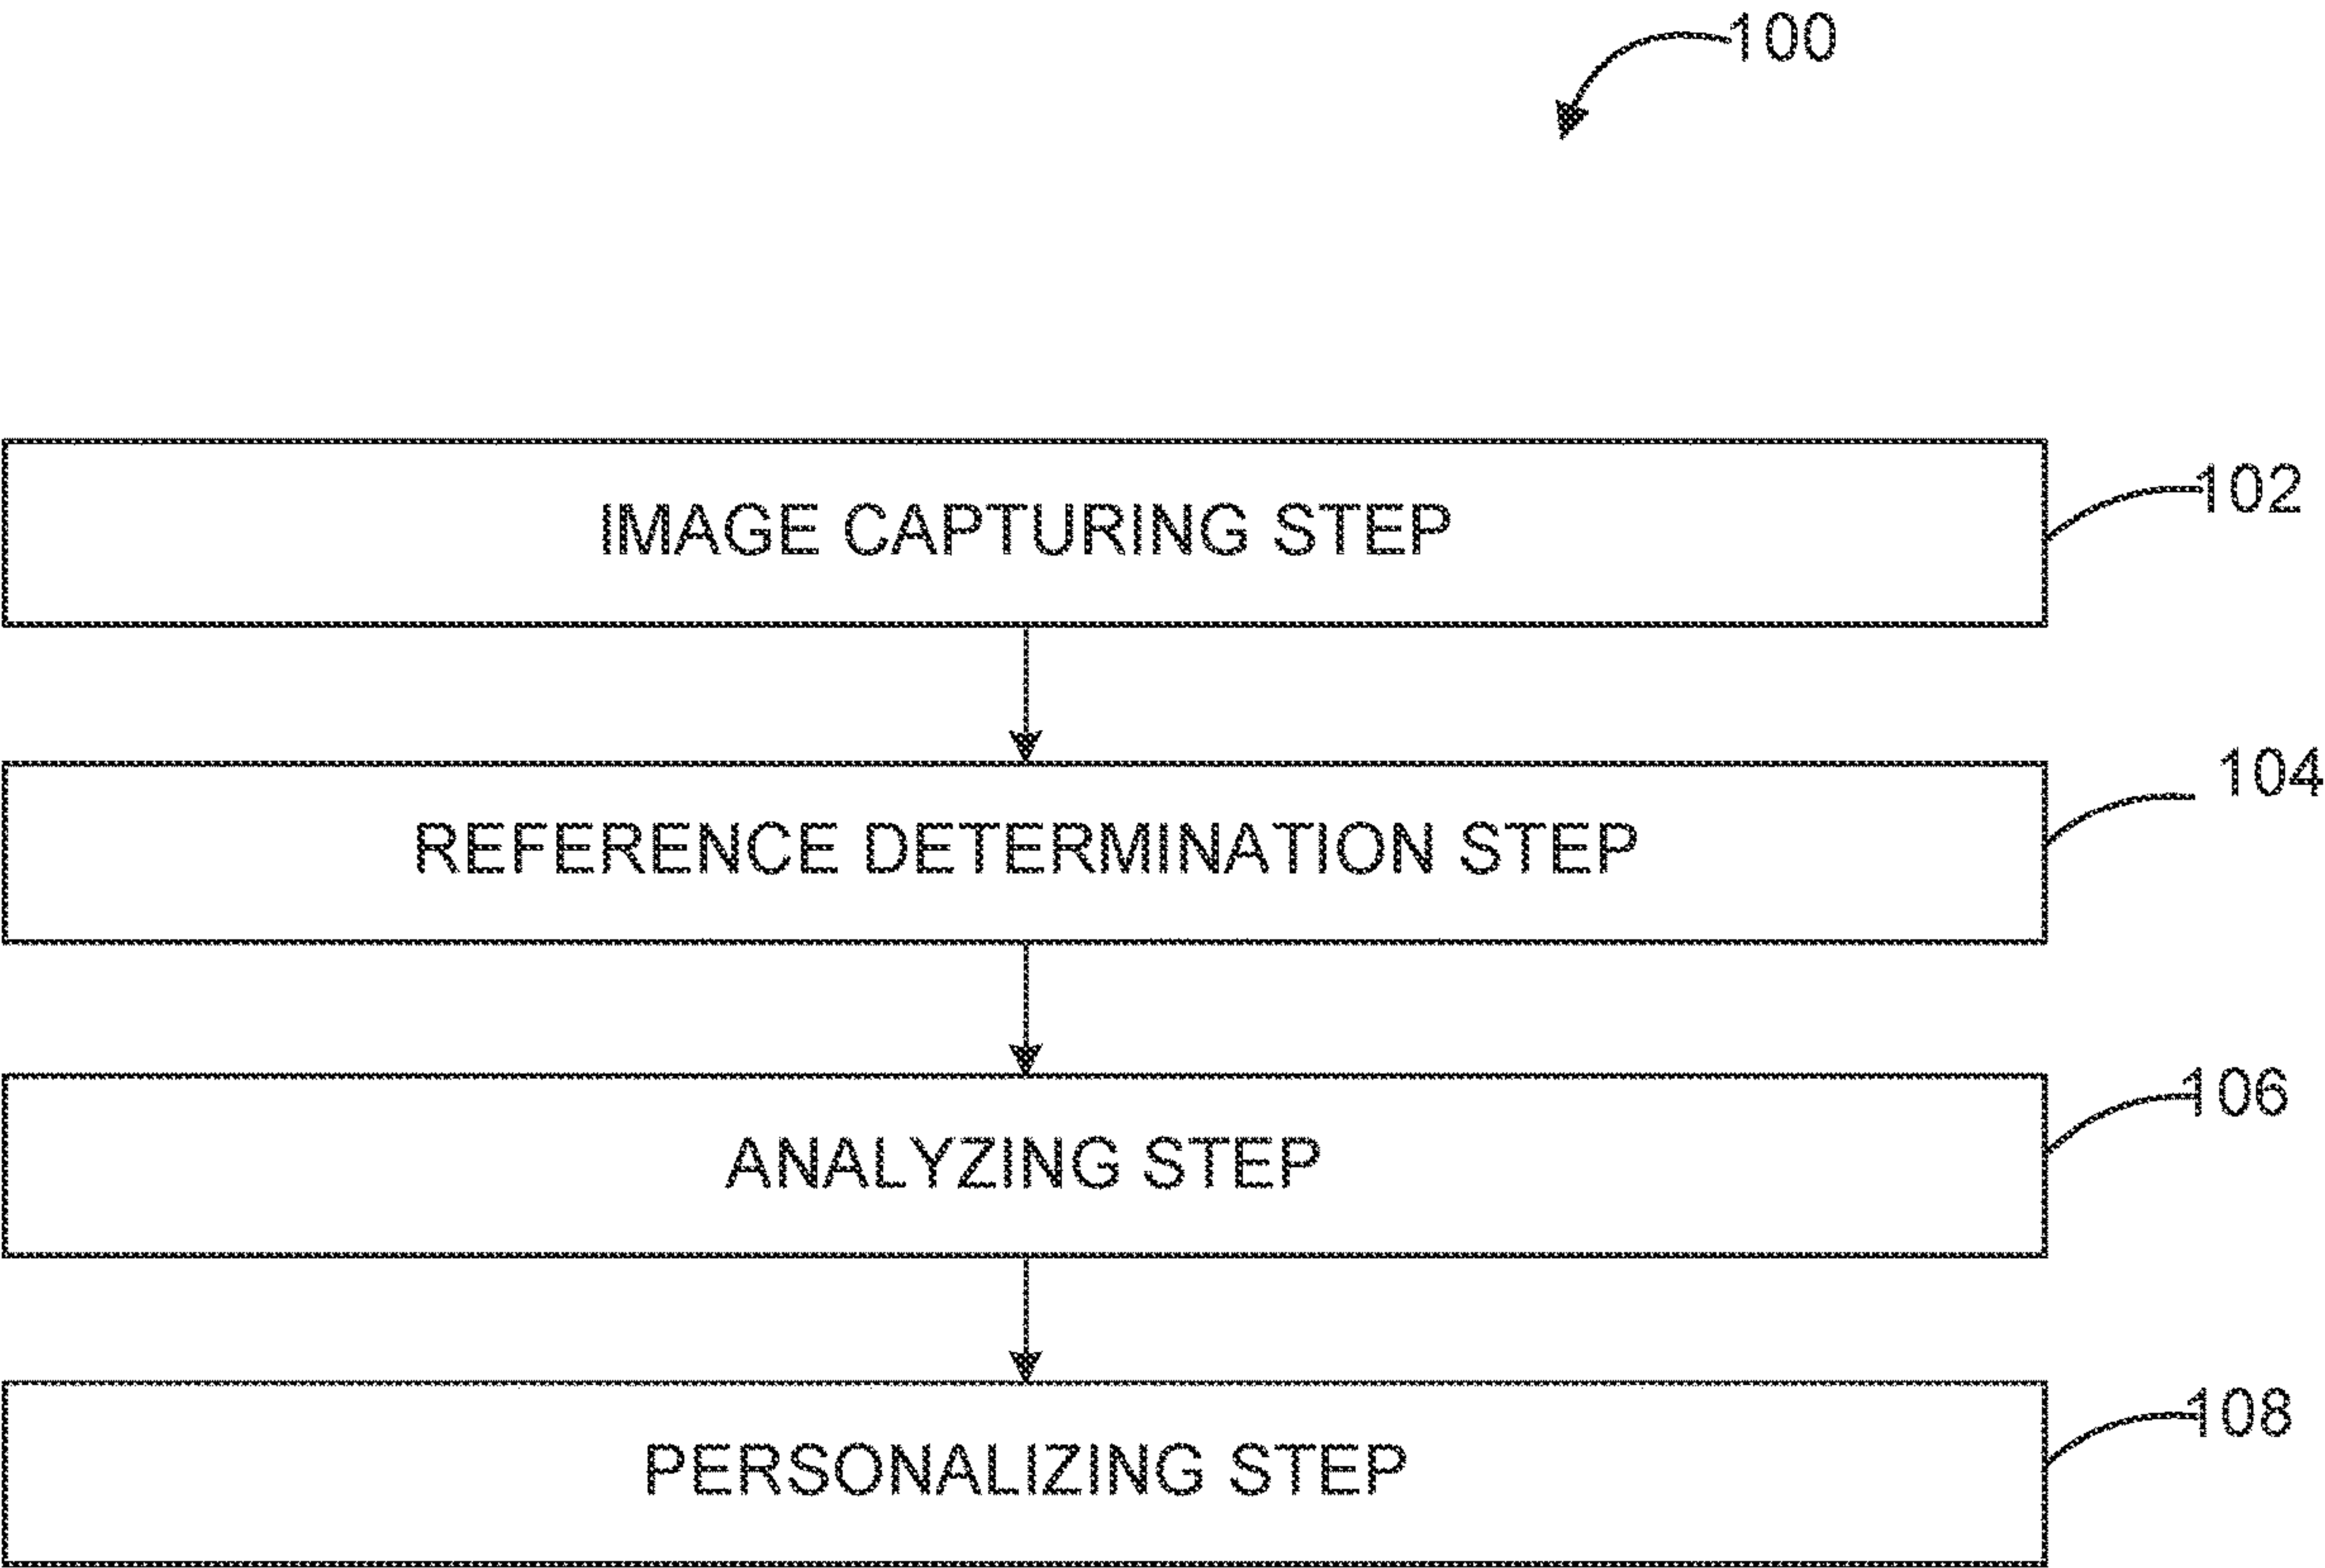 100
IMAGE CAPTURING STEP
102
REFERENCE DETERMINATION STEP
104
ANALYZING STEP
106
PERSONALIZING STEP
108